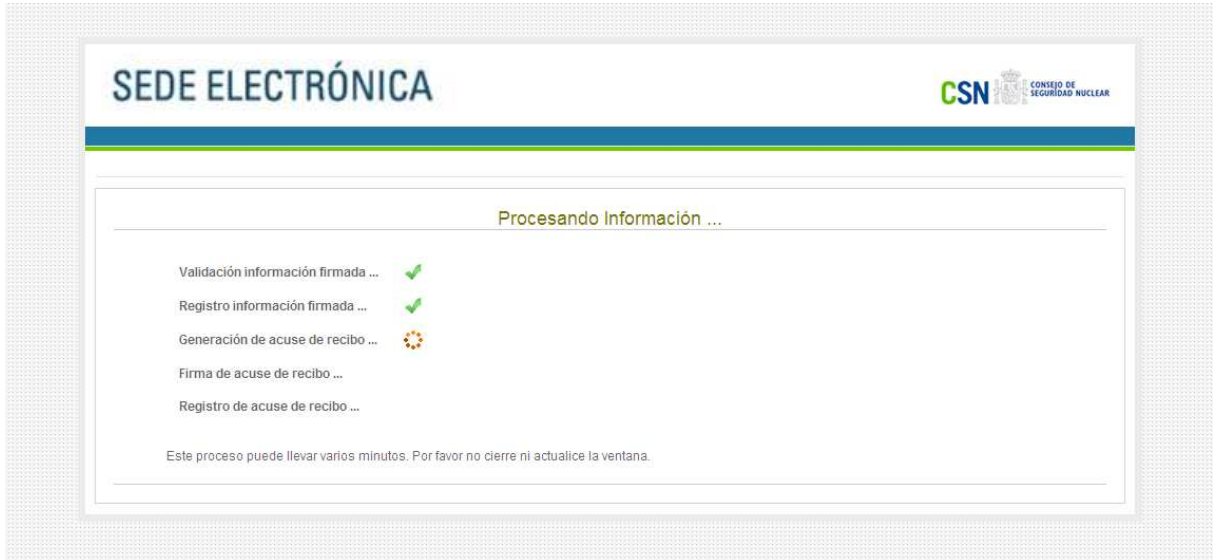 SEDE ELECTRÓNICA
CSN
CONSEJO DE
SEGURIDAD NUCLEAR
Procesando Información ...
Validación información firmada ...
Registro información firmada ...
Generación de acuse de recibo ...
Firma de acuse de recibo ...
Registro de acuse de recibo ...
Este proceso puede llevar varios minutos. Por favor no cierre ni actualice la ventana.